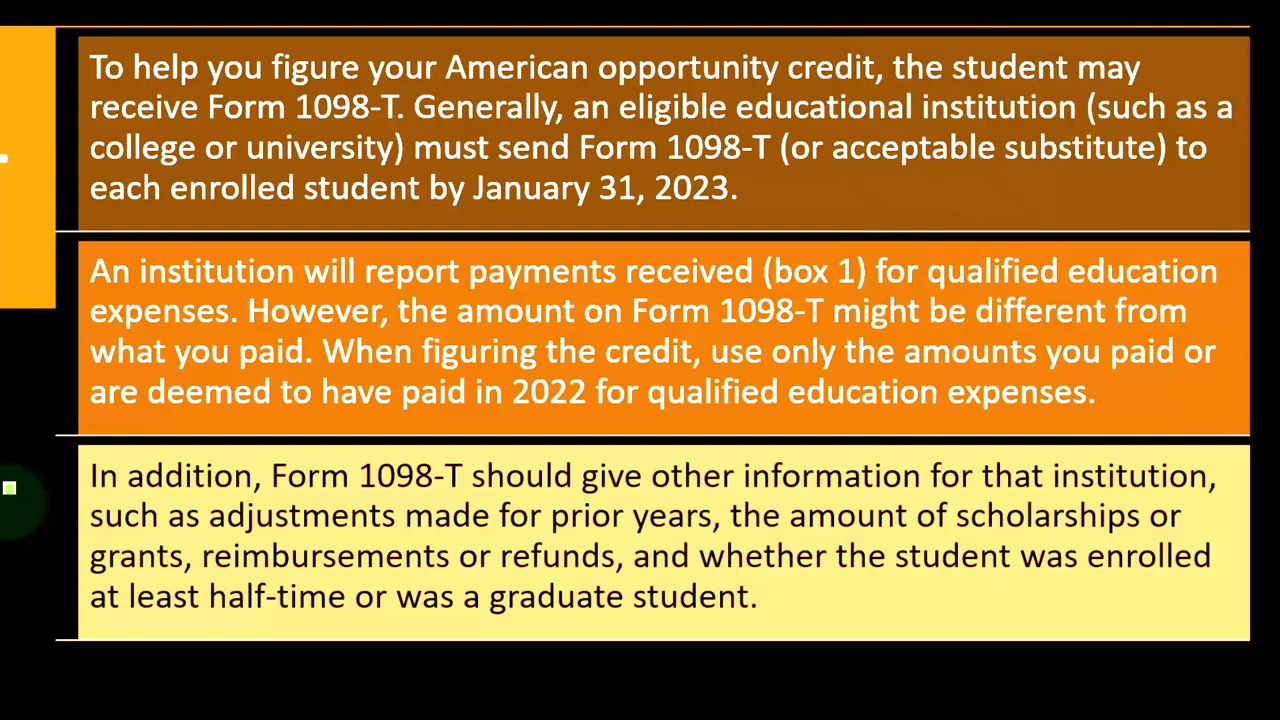 To help you figure your American opportunity credit, the student may
receive Form 1098-T. Generally, an eligible educational institution (such as a
college or university) must send Form 1098-T (or acceptable substitute) to
each enrolled student by January 31, 2023.
An institution will report payments received (box 1) for qualified education
expenses. However, the amount on Form 1098-T might be different from
what you paid. When figuring the credit, use only the amounts you paid or
are deemed to have paid in 2022 for qualified education expenses.
In addition, Form 1098-T should give other information for that institution,
such as adjustments made for prior years, the amount of scholarships or
grants, reimbursements or refunds, and whether the student was enrolled
at least half-time or was a graduate student.